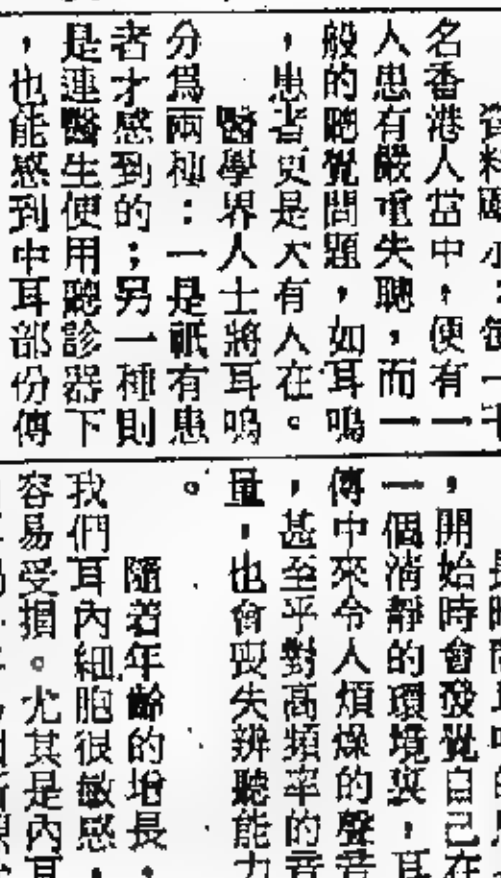 資料顯示：每一千
名香港人當中，便有一
人患有嚴重失聰，而一
般的聽覺問題，如耳鳴
，患者更是大有人在。
醫學界人士將耳鳴
分爲兩種：一是祇有患
者才感到的；另一種則
是連醫生使用聽診器下
，也能感到中耳部份傳
，開始時會發覺自己在
一個淸靜的環境裏，耳
傳中來令人煩燥的聲音
，甚至乎對高頻率的音
量，也會喪失辨聽能力
。
隨着年齡的增長，
我們耳內細胞很敏感，
容易受損。尤其是內耳